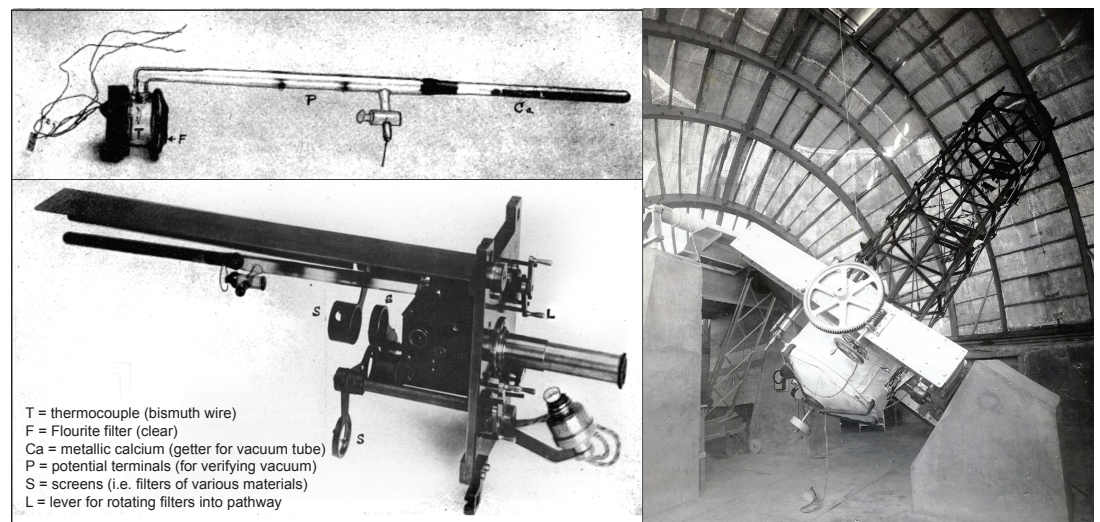 P
Ca
T
F
S
S
L
S
T = thermocouple (bismuth wire)
F = Flourite filter (clear)
Ca = metallic calcium (getter for vacuum tube)
P = potential terminals (for verifying vacuum)
S = screens (i.e. filters of various materials)
L = lever for rotating filters into pathway